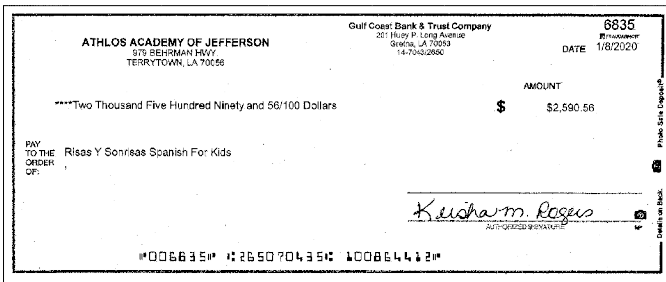 6835
Gulf Coast Bank & Trust Company
201 Huey P. Long Avenue
Gretna, LA 70053
14-7043/2650
DATE 1/8/2020
ATHLOS ACADEMY OF JEFFERSON
979 BEHRMAN HWY.
TERRYTOWN, LA 70056
AMOUNT
****Two Thousand Five Hundred Ninety and 56/100 Dollars $ $2,590.56
PAY
TO THE
ORDER
OF:
Risas Y Sonrisas Spanish For Kids
Keisha M. Rogers
AUTHORIZED SIGNATURE
Photo Safe Deposit®
Details on Back.
⑈006835⑈ ⑆265070435⑆ 100864412⑈